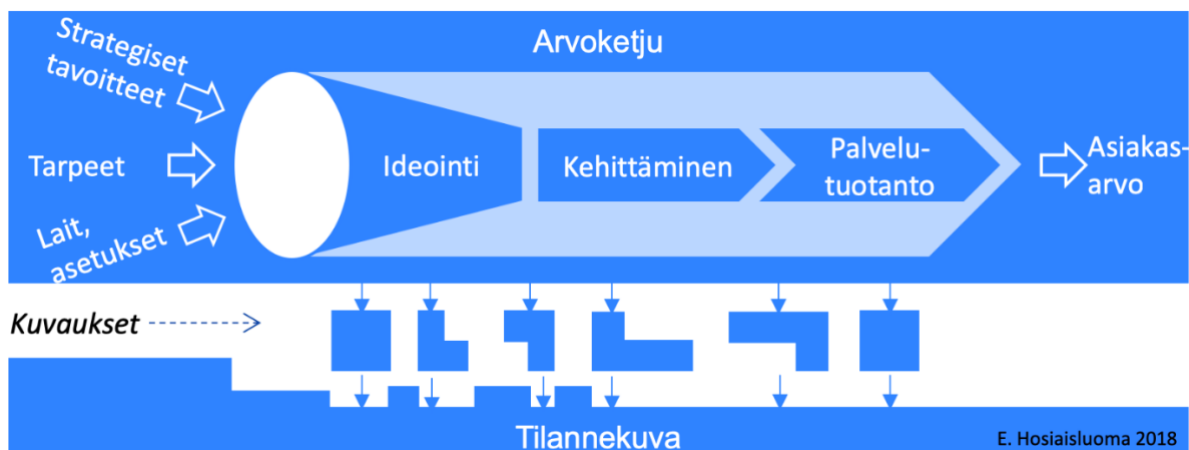 Arvoketju
Strategiset
tavoitteet
Tarpeet
Lait,
asetukset
Ideointi
Kehittäminen
Palvelu-
tuotanto
Asiakas-
arvo
Kuvaukset
Tilannekuva
E. Hosiaisluoma 2018